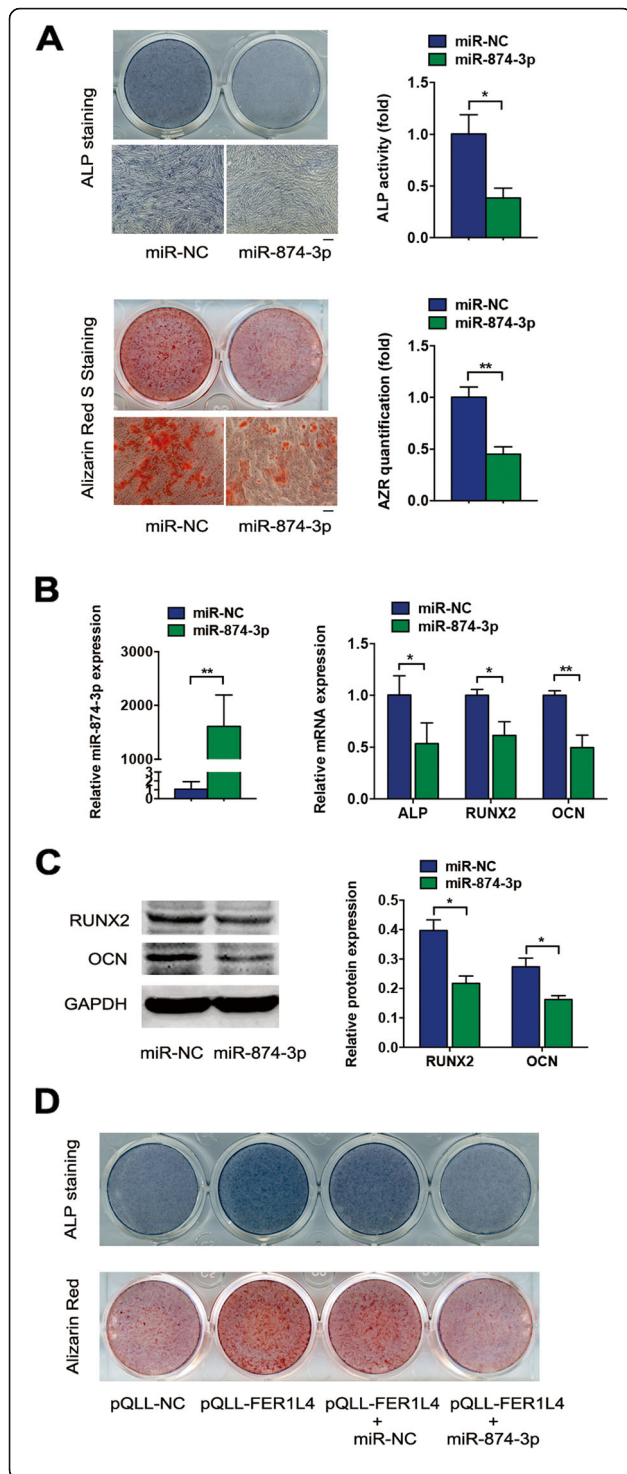 A
ALP staining
miR-NC
miR-874-3p
miR-NC
miR-874-3p
ALP activity (fold)
1.5
1.0
0.5
0.0
*
Alizarin Red S Staining
miR-NC
miR-874-3p
miR-NC
miR-874-3p
AZR quantification (fold)
1.5
1.0
0.5
0.0
**
B
miR-NC
miR-874-3p
Relative miR-874-3p expression
3000
2000
1000
3
2
1
0
**
miR-NC
miR-874-3p
Relative mRNA expression
1.5
1.0
0.5
0.0
*
*
**
ALP
RUNX2
OCN
C
RUNX2
OCN
GAPDH
miR-NC
miR-874-3p
miR-NC
miR-874-3p
Relative protein expression
0.5
0.4
0.3
0.2
0.1
0.0
*
*
RUNX2
OCN
D
ALP staining
Alizarin Red
pQLL-NC
pQLL-FER1L4
pQLL-FER1L4
+
miR-NC
pQLL-FER1L4
+
miR-874-3p